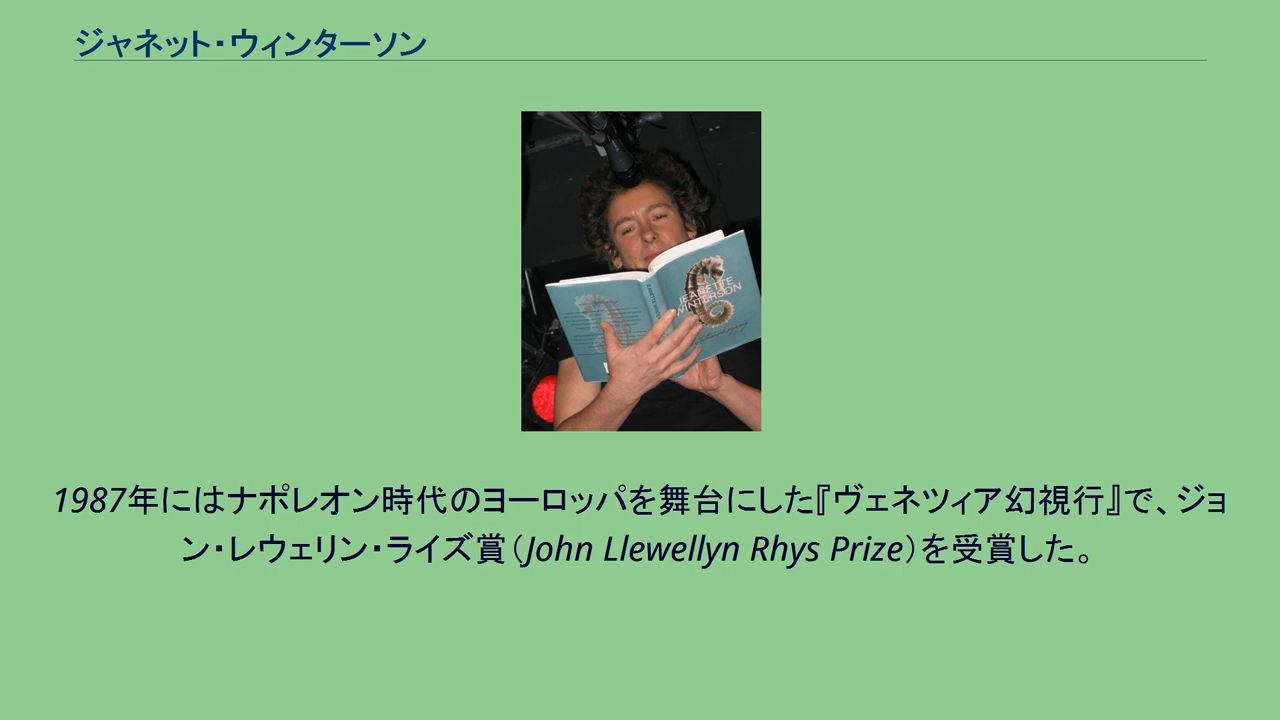 ジャネット・ウィンターソン
JEANETTE
WINTERSON
1987年にはナポレオン時代のヨーロッパを舞台にした『ヴェネツィア幻視行』で、ジョ
ン・レウェリン・ライズ賞（John Llewellyn Rhys Prize）を受賞した。